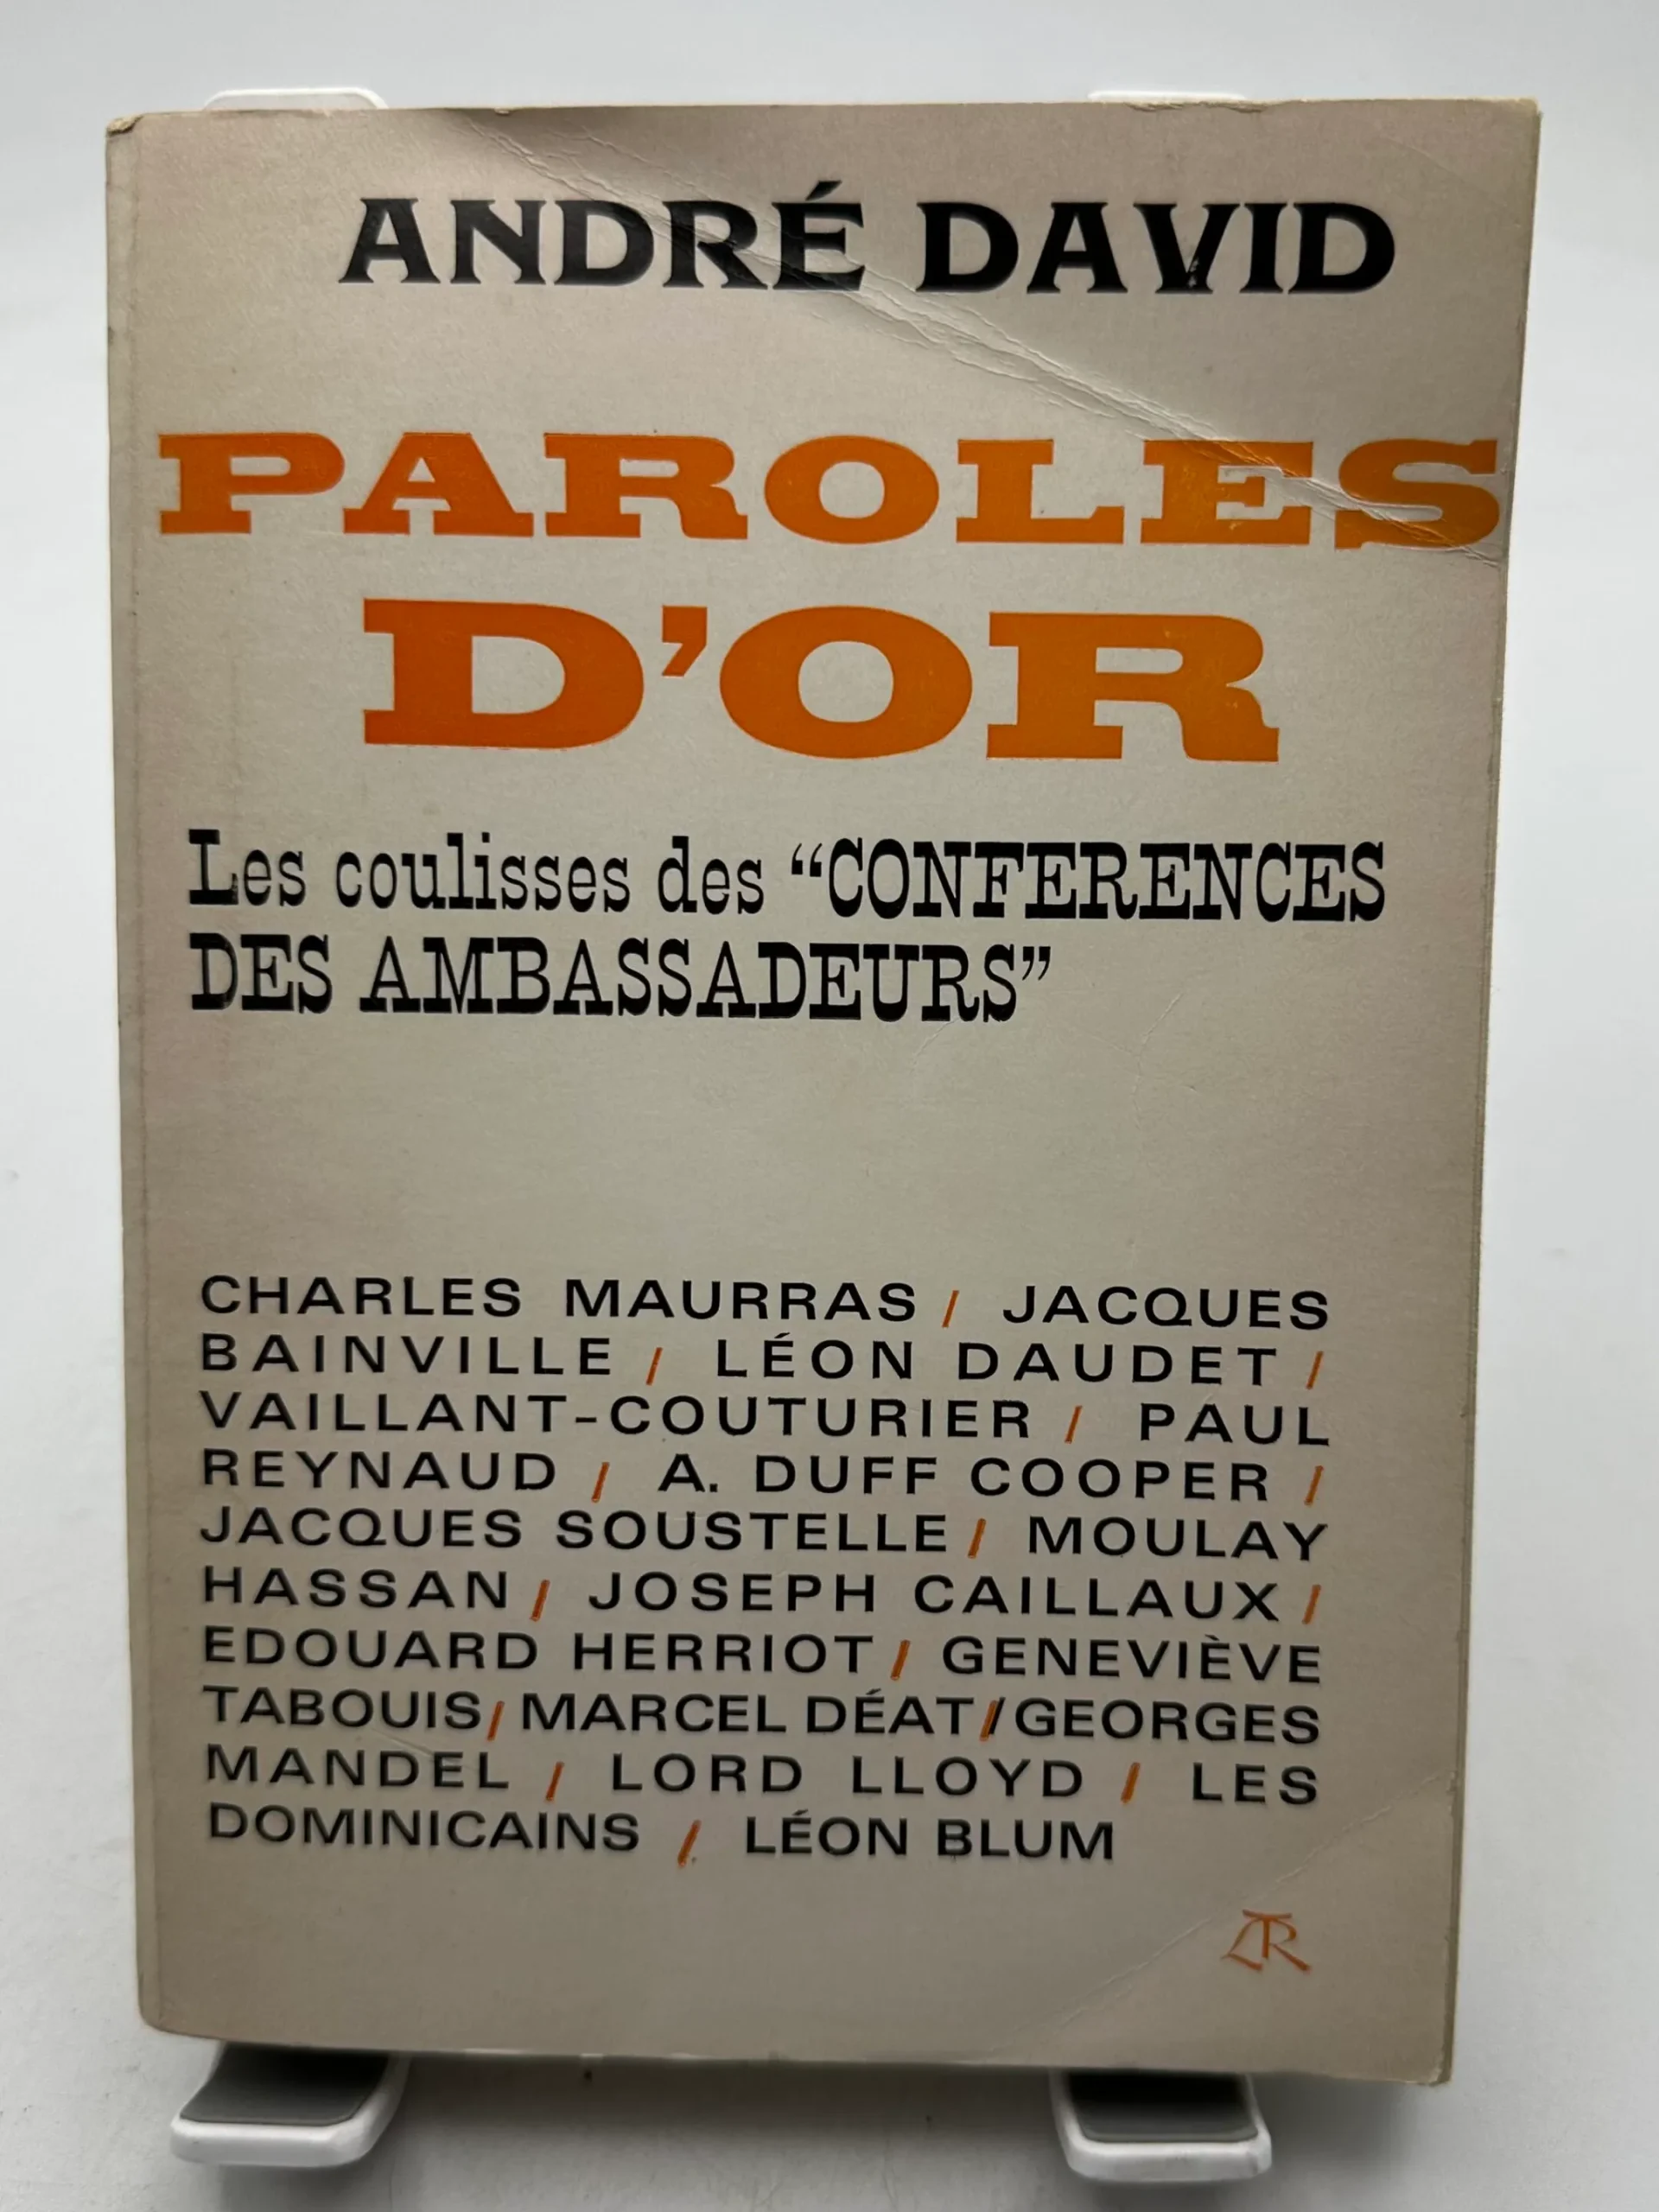 ANDRÉ DAVID
PAROLES
D'OR
Les coulisses des “CONFERENCES
DES AMBASSADEURS”
CHARLES MAURRAS / JACQUES
BAINVILLE / LÉON DAUDET /
VAILLANT-COUTURIER / PAUL
REYNAUD / A. DUFF COOPER /
JACQUES SOUSTELLE / MOULAY
HASSAN / JOSEPH CAILLAUX /
EDOUARD HERRIOT / GENEVIÈVE
TABOUIS / MARCEL DÉAT / GEORGES
MANDEL / LORD LLOYD / LES
DOMINICAINS / LÉON BLUM
LTR